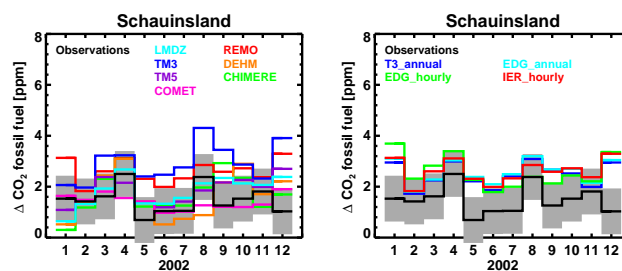 Schauinsland
Δ CO2 fossil fuel [ppm]
8
6
4
2
0
Observations
LMDZ
REMO
TM3
DEHM
TM5
CHIMERE
COMET
1 2 3 4 5 6 7 8 9 10 11 12
2002
Schauinsland
Δ CO2 fossil fuel [ppm]
8
6
4
2
0
Observations
T3_annual
EDG_annual
EDG_hourly
IER_hourly
1 2 3 4 5 6 7 8 9 10 11 12
2002